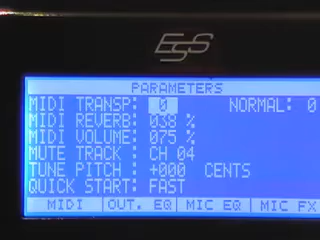 ESS
PARAMETERS
MIDI TRANSP: 0 NORMAL: 0
MIDI REVERB: 038 %
MIDI VOLUME: 075 %
MUTE TRACK : CH 04
TUNE PITCH : +000 CENTS
QUICK START: FAST
MIDI OUT. EQ MIC EQ MIC FX